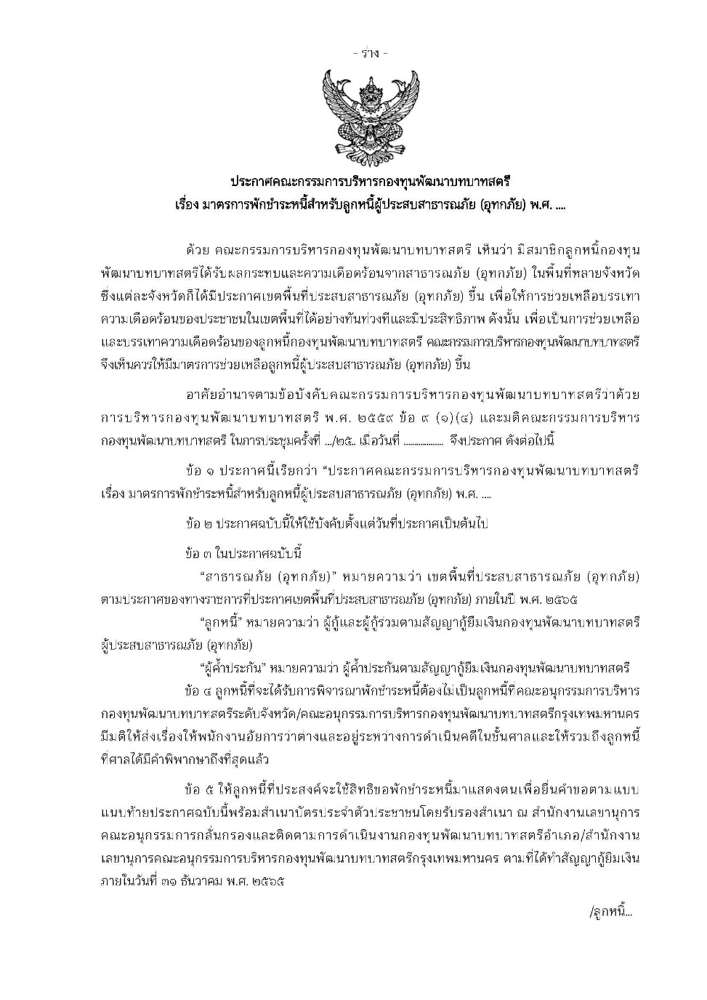 - ร่าง -
ประกาศคณะกรรมการบริหารกองทุนพัฒนาบทบาทสตรี
เรื่อง มาตรการพักชำระหนี้สำหรับลูกหนี้ผู้ประสบสาธารณภัย (อุทกภัย) พ.ศ. ....
ด้วย คณะกรรมการบริหารกองทุนพัฒนาบทบาทสตรี เห็นว่า มีสมาชิกลูกหนี้กองทุน
พัฒนาบทบาทสตรีได้รับผลกระทบและความเดือดร้อนจากสาธารณภัย (อุทกภัย) ในพื้นที่หลายจังหวัด
ซึ่งแต่ละจังหวัดก็ได้มีประกาศเขตพื้นที่ประสบสาธารณภัย (อุทกภัย) ขึ้น เพื่อให้การช่วยเหลือบรรเทา
ความเดือดร้อนของประชาชนในเขตพื้นที่ได้อย่างทันท่วงทีและมีประสิทธิภาพ ดังนั้น เพื่อเป็นการช่วยเหลือ
และบรรเทาความเดือดร้อนของลูกหนี้กองทุนพัฒนาบทบาทสตรี คณะกรรมการบริหารกองทุนพัฒนาบทบาทสตรี
จึงเห็นควรให้มีมาตรการช่วยเหลือลูกหนี้ผู้ประสบสาธารณภัย (อุทกภัย) ขึ้น
อาศัยอำนาจตามข้อบังคับคณะกรรมการบริหารกองทุนพัฒนาบทบาทสตรีว่าด้วย
การบริหารกองทุนพัฒนาบทบาทสตรี พ.ศ. ๒๕๕๙ ข้อ ๙ (๑)(๔) และมติคณะกรรมการบริหาร
กองทุนพัฒนาบทบาทสตรี ในการประชุมครั้งที่ .../๒๕.. เมื่อวันที่ ................... จึงประกาศ ดังต่อไปนี้
ข้อ ๑ ประกาศนี้เรียกว่า “ประกาศคณะกรรมการบริหารกองทุนพัฒนาบทบาทสตรี
เรื่อง มาตรการพักชำระหนี้สำหรับลูกหนี้ผู้ประสบสาธารณภัย (อุทกภัย) พ.ศ. ....
ข้อ ๒ ประกาศฉบับนี้ให้ใช้บังคับตั้งแต่วันที่ประกาศเป็นต้นไป
ข้อ ๓ ในประกาศฉบับนี้
“สาธารณภัย (อุทกภัย)” หมายความว่า เขตพื้นที่ประสบสาธารณภัย (อุทกภัย)
ตามประกาศของทางราชการที่ประกาศเขตพื้นที่ประสบสาธารณภัย (อุทกภัย) ภายในปี พ.ศ. ๒๕๖๕
“ลูกหนี้” หมายความว่า ผู้กู้และผู้กู้ร่วมตามสัญญากู้ยืมเงินกองทุนพัฒนาบทบาทสตรี
ผู้ประสบสาธารณภัย (อุทกภัย)
“ผู้ค้ำประกัน” หมายความว่า ผู้ค้ำประกันตามสัญญากู้ยืมเงินกองทุนพัฒนาบทบาทสตรี
ข้อ ๔ ลูกหนี้ที่จะได้รับการพิจารณาพักชำระหนี้ต้องไม่เป็นลูกหนี้ที่คณะอนุกรรมการบริหาร
กองทุนพัฒนาบทบาทสตรีระดับจังหวัด/คณะอนุกรรมการบริหารกองทุนพัฒนาบทบาทสตรีกรุงเทพมหานคร
มีมติให้ส่งเรื่องให้พนักงานอัยการว่าต่างและอยู่ระหว่างการดำเนินคดีในชั้นศาลและให้รวมถึงลูกหนี้
ที่ศาลได้มีคำพิพากษาถึงที่สุดแล้ว
ข้อ ๕ ให้ลูกหนี้ที่ประสงค์จะใช้สิทธิขอพักชำระหนี้มาแสดงตนเพื่อยื่นคำขอตามแบบ
แนบท้ายประกาศฉบับนี้พร้อมสำเนาบัตรประจำตัวประชาชนโดยรับรองสำเนา ณ สำนักงานเลขานุการ
คณะอนุกรรมการกลั่นกรองและติดตามการดำเนินงานกองทุนพัฒนาบทบาทสตรีอำเภอ/สำนักงาน
เลขานุการคณะอนุกรรมการบริหารกองทุนพัฒนาบทบาทสตรีกรุงเทพมหานคร ตามที่ได้ทำสัญญากู้ยืมเงิน
ภายในวันที่ ๓๑ ธันวาคม พ.ศ. ๒๕๖๕
/ลูกหนี้...